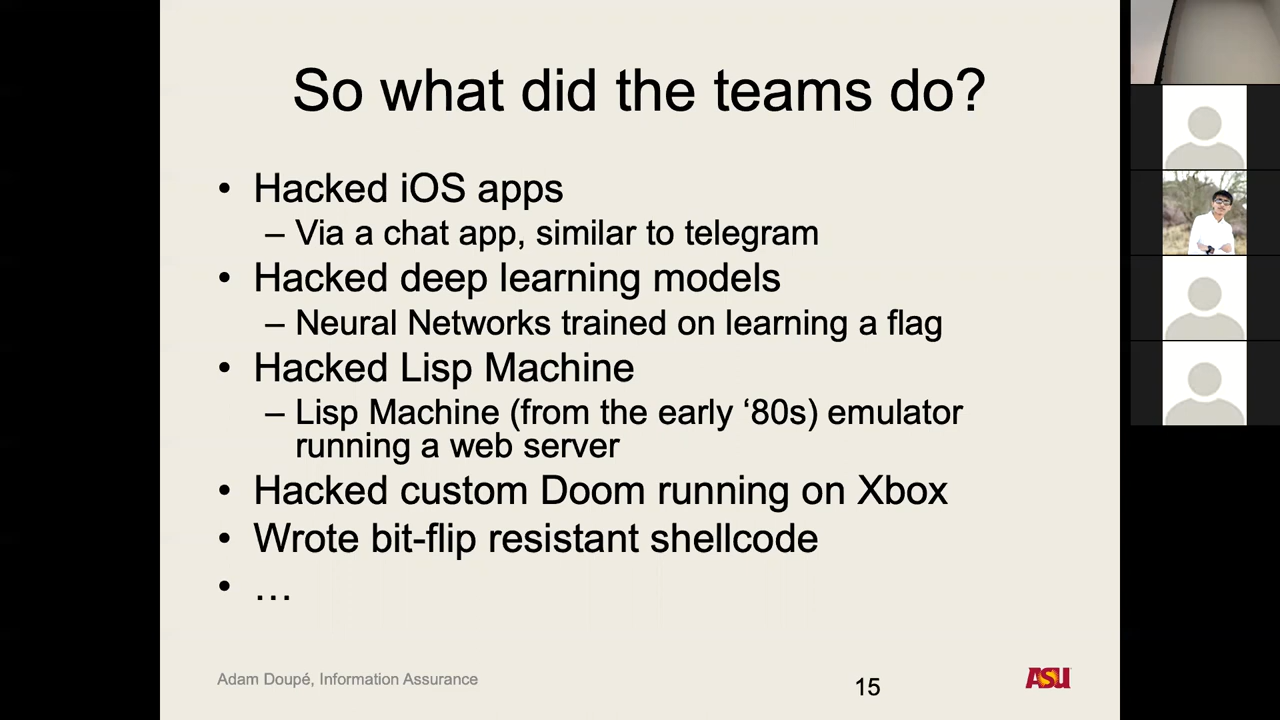 So what did the teams do?
• Hacked iOS apps
– Via a chat app, similar to telegram
• Hacked deep learning models
– Neural Networks trained on learning a flag
• Hacked Lisp Machine
– Lisp Machine (from the early ‘80s) emulator
running a web server
• Hacked custom Doom running on Xbox
• Wrote bit-flip resistant shellcode
• …
Adam Doupé, Information Assurance
15
ASU